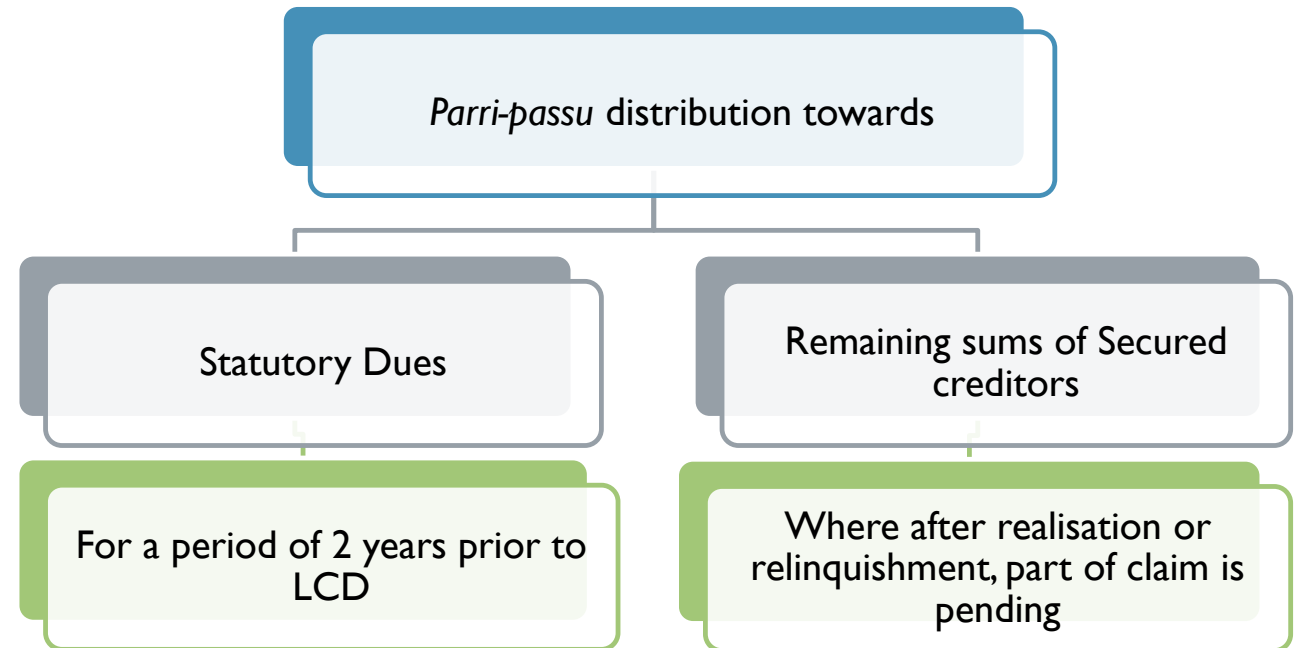 Parri-passu distribution towards
Statutory Dues
Remaining sums of Secured
creditors
For a period of 2 years prior to
LCD
Where after realisation or
relinquishment, part of claim is
pending